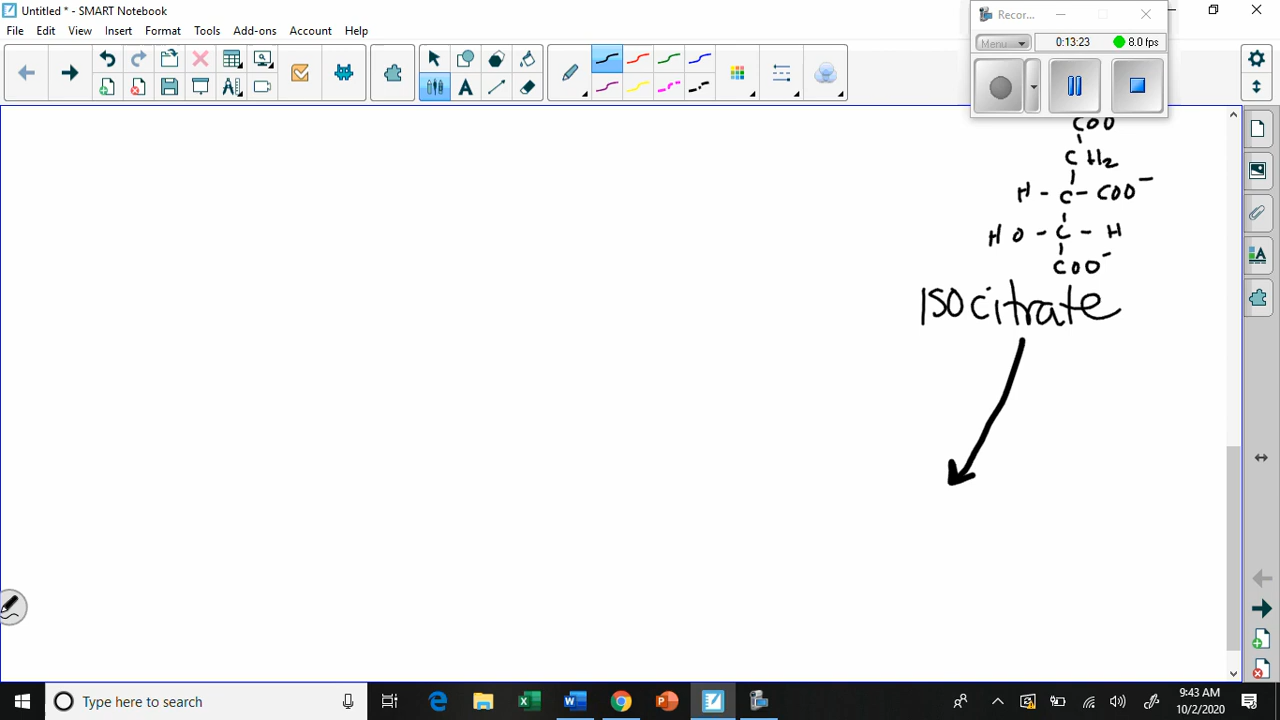 Untitled * - SMART Notebook
Recor...
File Edit View Insert Format Tools Add-ons Account Help
Menu
0:13:23
8.0 fps
A
COO
CH2
H - C - COO⁻
HO - C - H
COO⁻
Isocitrate
Type here to search
9:43 AM
10/2/2020